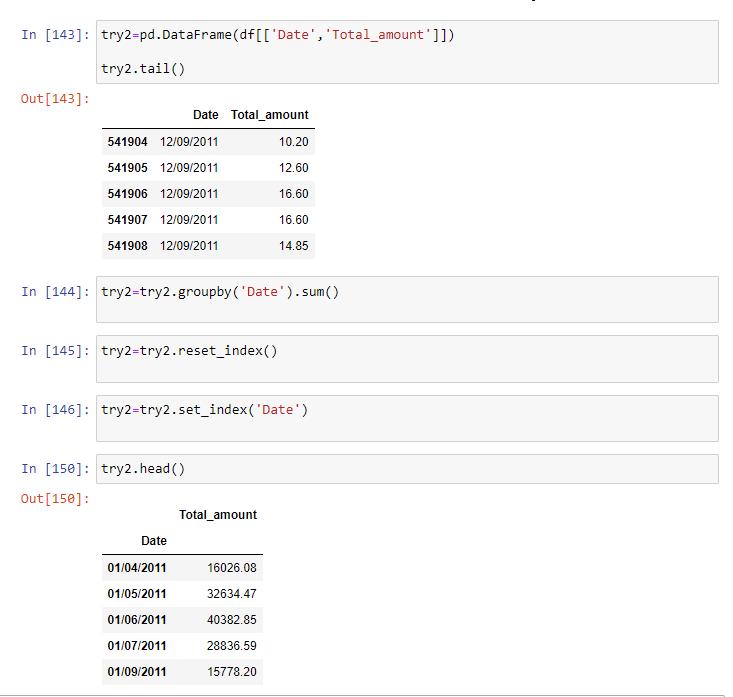 In [143]: try2=pd.DataFrame(df[['Date','Total_amount']])
try2.tail()
Out[143]:
Date Total_amount
541904 12/09/2011 10.20
541905 12/09/2011 12.60
541906 12/09/2011 16.60
541907 12/09/2011 16.60
541908 12/09/2011 14.85
In [144]: try2=try2.groupby('Date').sum()
In [145]: try2=try2.reset_index()
In [146]: try2=try2.set_index('Date')
In [150]: try2.head()
Out[150]:
Total_amount
Date
01/04/2011 16026.08
01/05/2011 32634.47
01/06/2011 40382.85
01/07/2011 28836.59
01/09/2011 15778.20